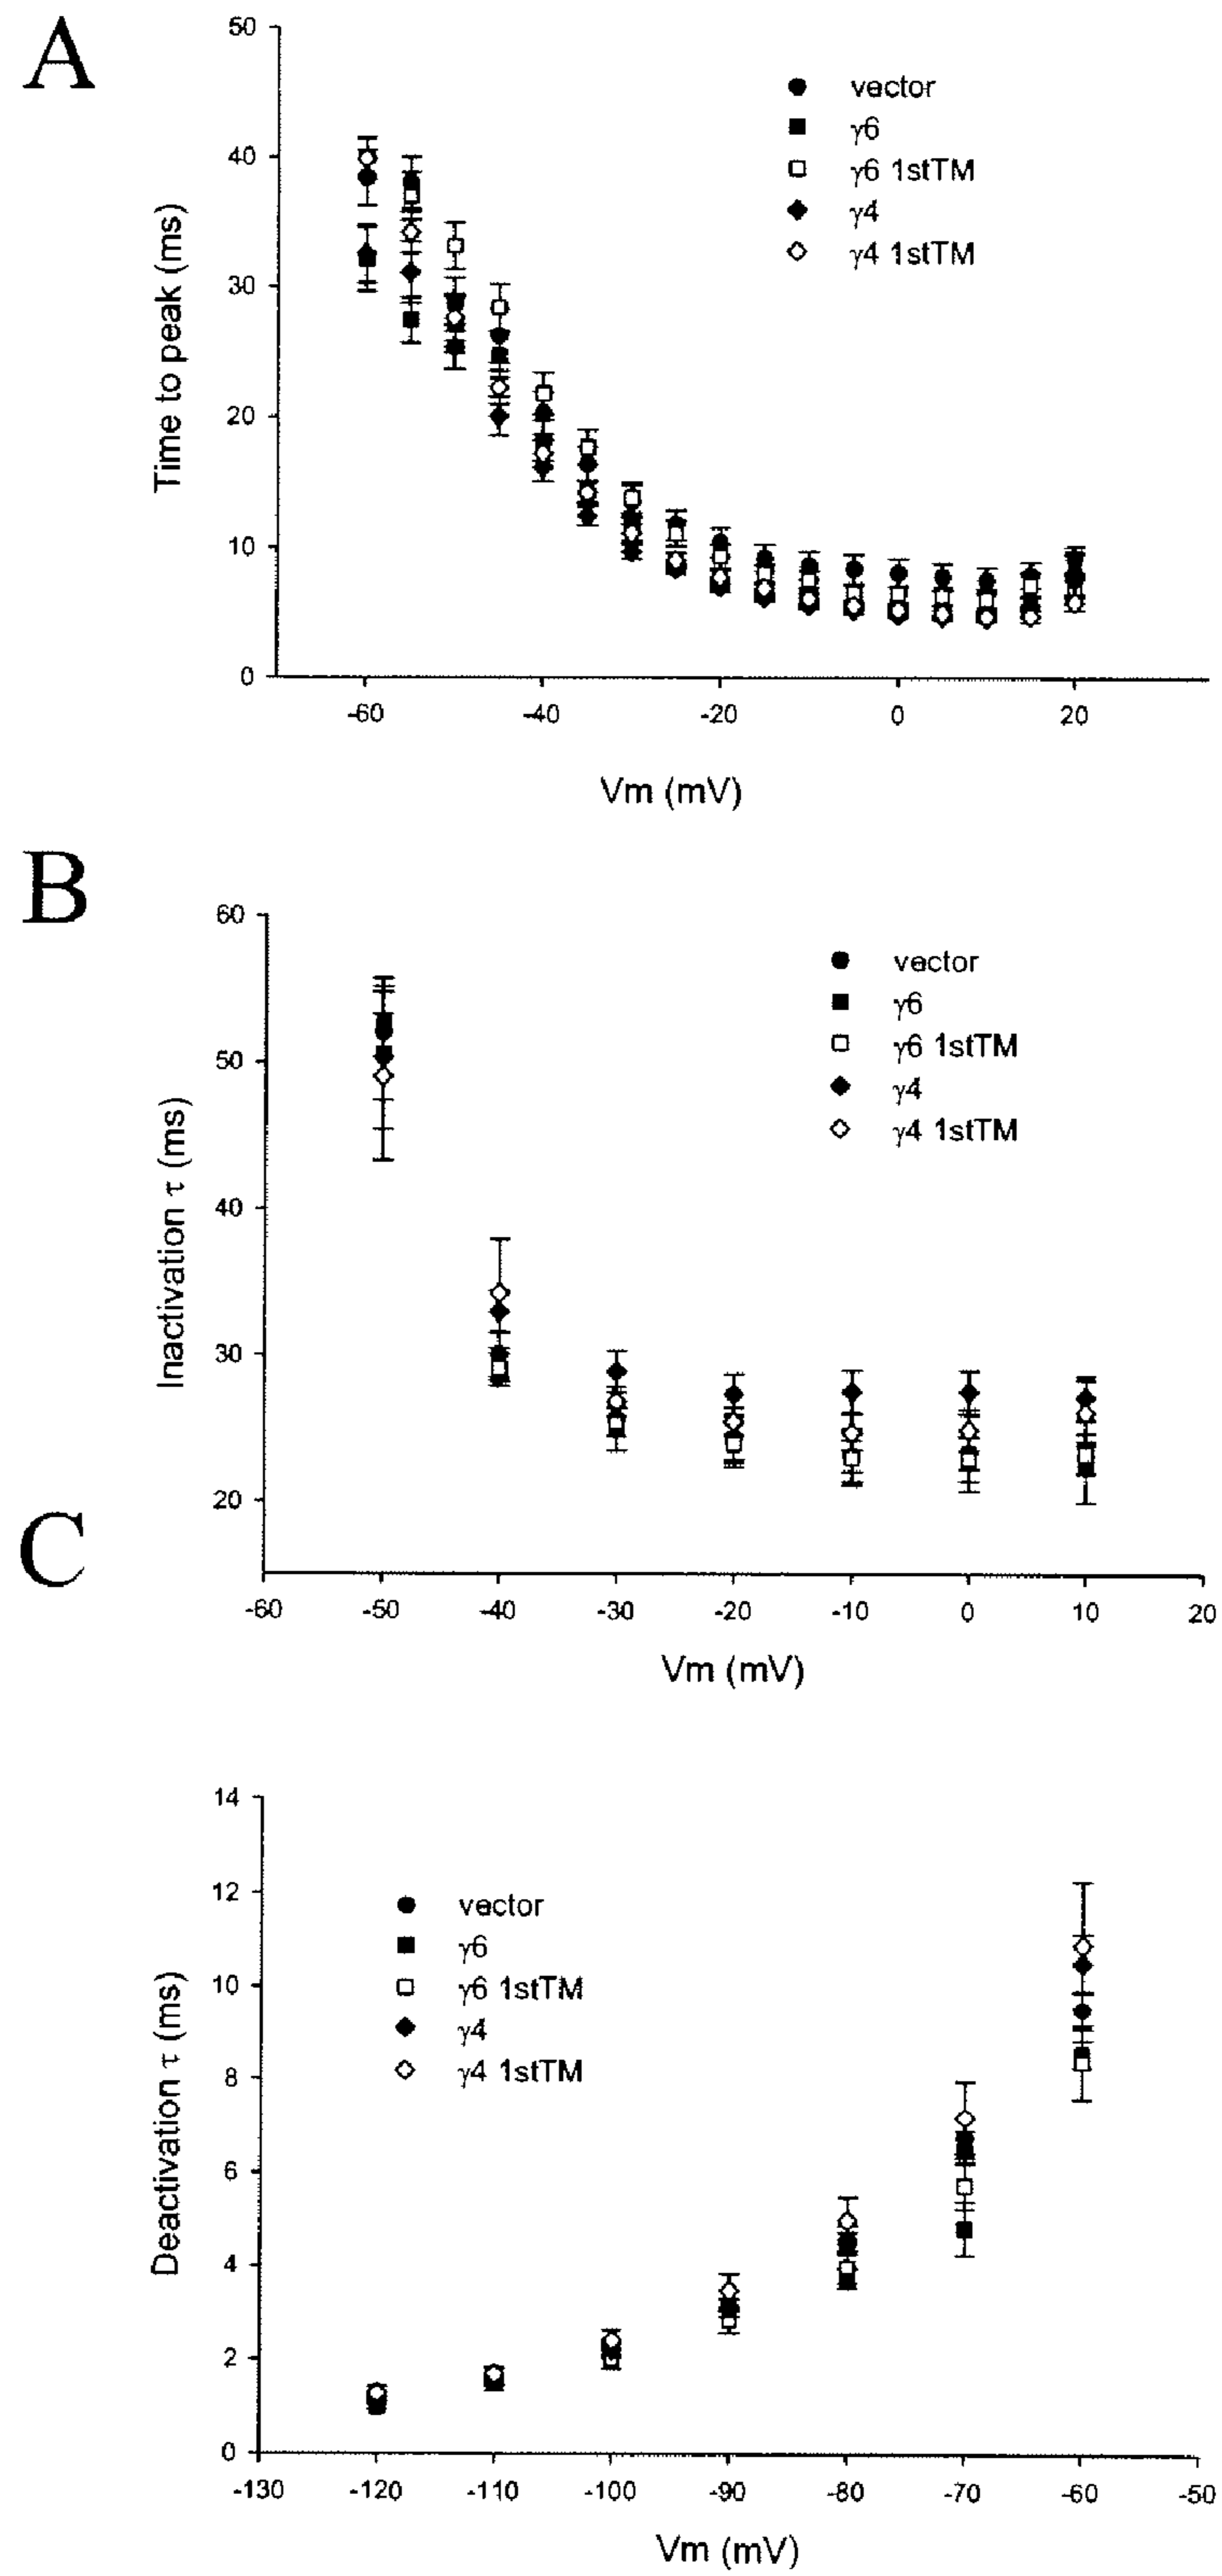 A
50
40
30
20
10
0
Time to peak (ms)
vector
γ6
γ6 1stTM
γ4
γ4 1stTM
-60
-40
-20
0
20
Vm (mV)
B
60
50
40
30
20
Inactivation τ (ms)
vector
γ6
γ6 1stTM
γ4
γ4 1stTM
-60
-50
-40
-30
-20
-10
0
10
20
Vm (mV)
C
14
12
10
8
6
4
2
0
Deactivation τ (ms)
vector
γ6
γ6 1stTM
γ4
γ4 1stTM
-130
-120
-110
-100
-90
-80
-70
-60
-50
Vm (mV)